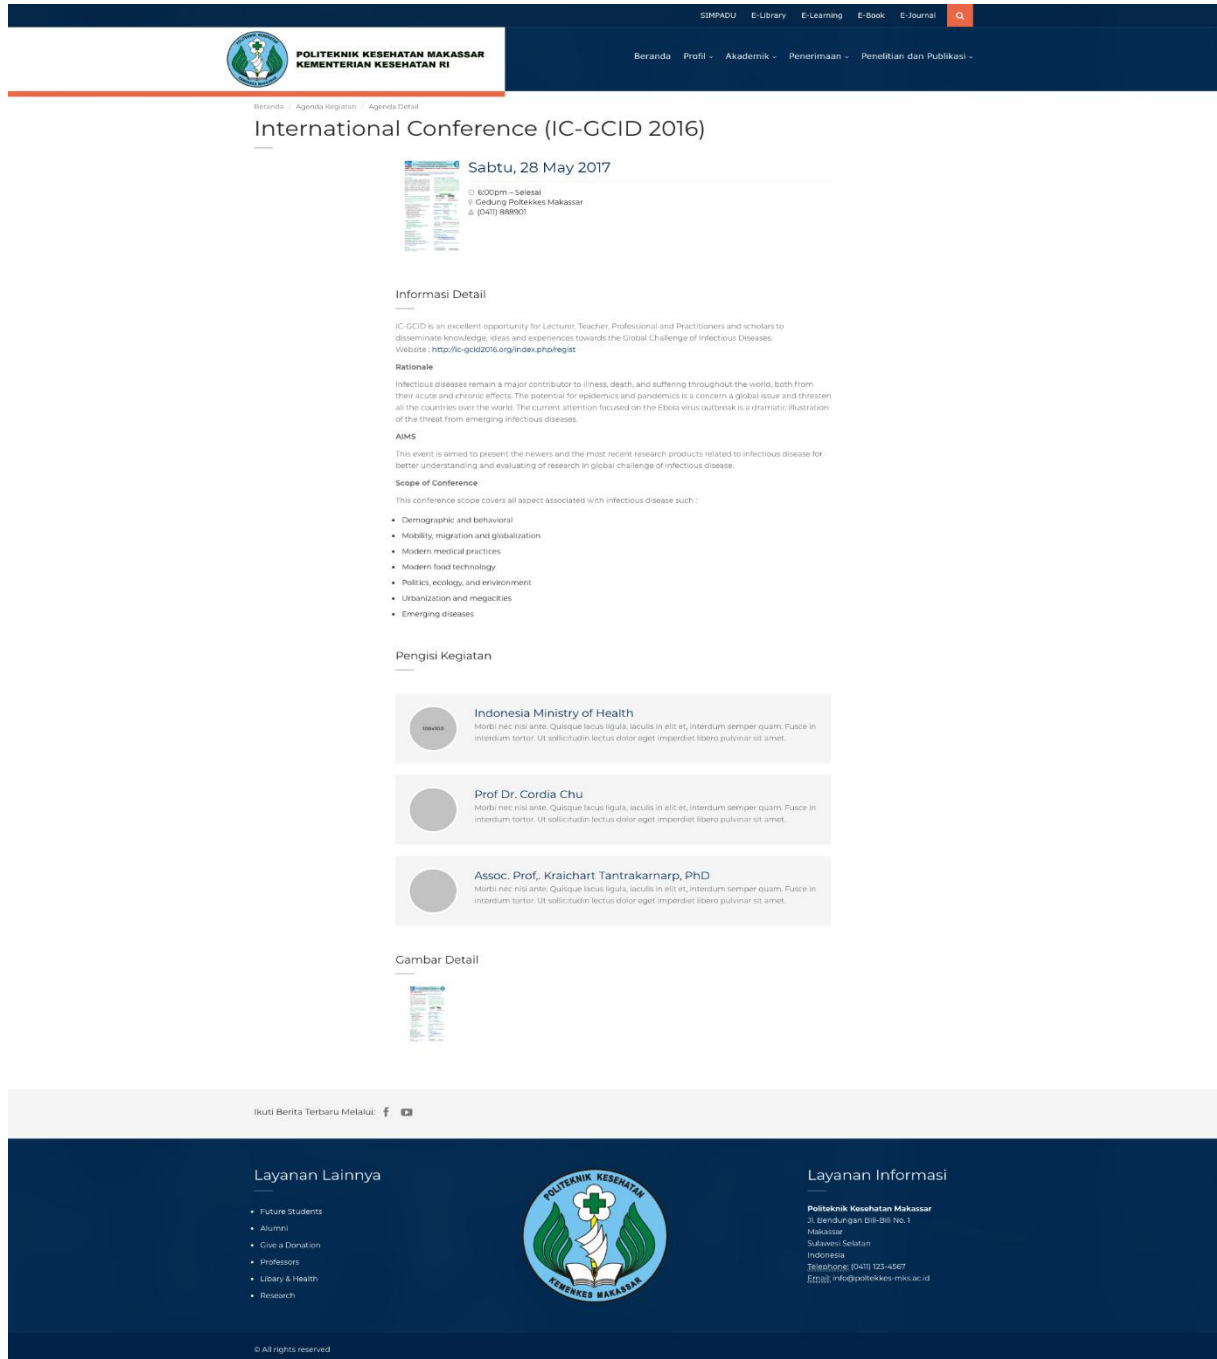 SIMPADU E-Library E-Learning E-Book E-Journal
POLITEKNIK KESEHATAN MAKASSAR
KEMENTERIAN KESEHATAN RI
Beranda Profil Akademik Penerimaan Penelitian dan Publikasi
Beranda / Agenda Kegiatan / Agenda Detail
International Conference (IC-GCID 2016)
Sabtu, 28 May 2017
6:00pm – Selesai
Gedung Poltekkes Makassar
(0411) 888901
Informasi Detail
IC-GCID is an excellent opportunity for Lecturer, Teacher, Professional and Practitioners and scholars to
disseminate knowledge, ideas and experiences towards the Global Challenge of Infectious Diseases.
Website : http://ic-gcid2016.org/index.php/regist
Rationale
Infectious diseases remain a major contributor to illness, death, and suffering throughout the world, both from
their acute and chronic effects. The potential for epidemics and pandemics is a concern a global issue and threaten
all the countries over the world. The current attention focused on the Ebola virus outbreak is a dramatic illustration
of the threat from emerging infectious diseases.
AIMS
This event is aimed to present the newers and the most recent research products related to infectious disease for
better understanding and evaluating of research in global challenge of infectious disease.
Scope of Conference
This conference scope covers all aspect associated with infectious disease such :
• Demographic and behavioral
• Mobility, migration and globalization
• Modern medical practices
• Modern food technology
• Politics, ecology, and environment
• Urbanization and megacities
• Emerging diseases
Pengisi Kegiatan
100x100
Indonesia Ministry of Health
Morbi nec nisi ante. Quisque lacus ligula, iaculis in elit et, interdum semper quam. Fusce in
interdum tortor. Ut sollicitudin lectus dolor eget imperdiet libero pulvinar sit amet.
Prof Dr. Cordia Chu
Morbi nec nisi ante. Quisque lacus ligula, iaculis in elit et, interdum semper quam. Fusce in
interdum tortor. Ut sollicitudin lectus dolor eget imperdiet libero pulvinar sit amet.
Assoc. Prof,. Kraichart Tantrakarnarp, PhD
Morbi nec nisi ante. Quisque lacus ligula, iaculis in elit et, interdum semper quam. Fusce in
interdum tortor. Ut sollicitudin lectus dolor eget imperdiet libero pulvinar sit amet.
Gambar Detail
Ikuti Berita Terbaru Melalui:
Layanan Lainnya
• Future Students
• Alumni
• Give a Donation
• Professors
• Libary & Health
• Research
POLITEKNIK KESEHATAN
KEMENKES MAKASSAR
Layanan Informasi
Politeknik Kesehatan Makassar
Jl. Bendungan Bili-Bili No. 1
Makassar
Sulawesi Selatan
Indonesia
Telephone: (0411) 123-4567
Email: info@poltekkes-mks.ac.id
© All rights reserved